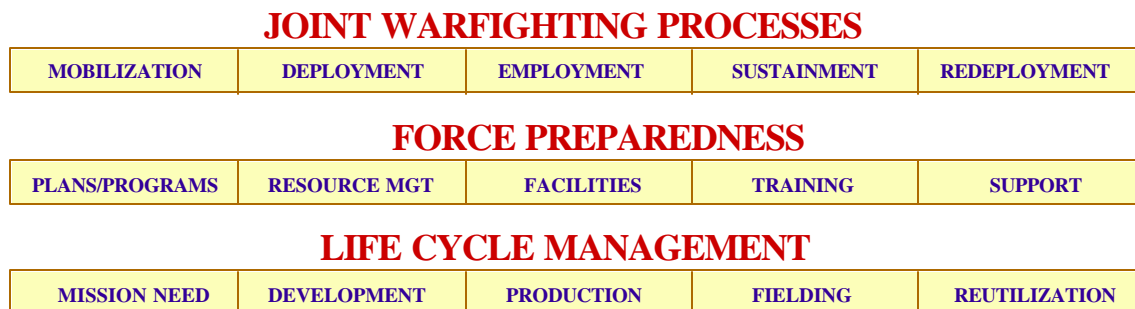 JOINT WARFIGHTING PROCESSES
MOBILIZATION DEPLOYMENT EMPLOYMENT SUSTAINMENT REDEPLOYMENT
FORCE PREPAREDNESS
PLANS/PROGRAMS RESOURCE MGT FACILITIES TRAINING SUPPORT
LIFE CYCLE MANAGEMENT
MISSION NEED DEVELOPMENT PRODUCTION FIELDING REUTILIZATION